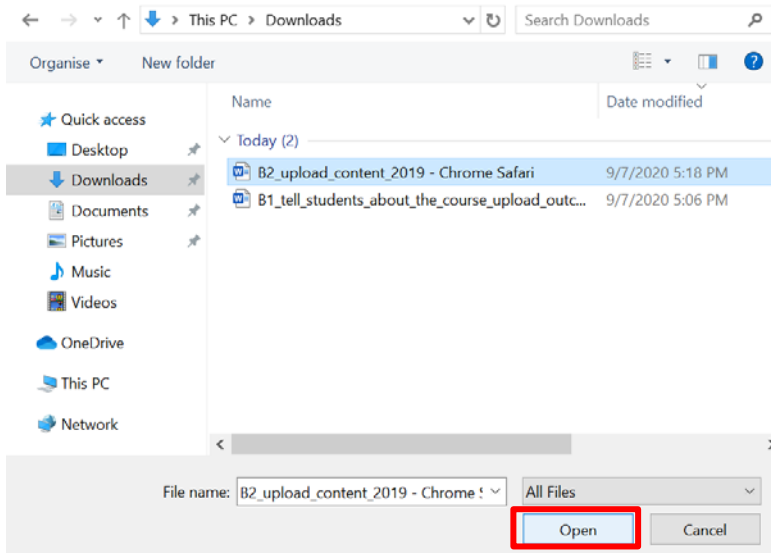 This PC > Downloads
Search Downloads
Organise
New folder
?
Name
Date modified
Quick access
Today (2)
Desktop
B2_upload_content_2019 - Chrome Safari
9/7/2020 5:18 PM
Downloads
B1_tell_students_about_the_course_upload_outc...
9/7/2020 5:06 PM
Documents
Pictures
Music
Videos
OneDrive
This PC
Network
File name:
B2_upload_content_2019 - Chrome
All Files
Open
Cancel